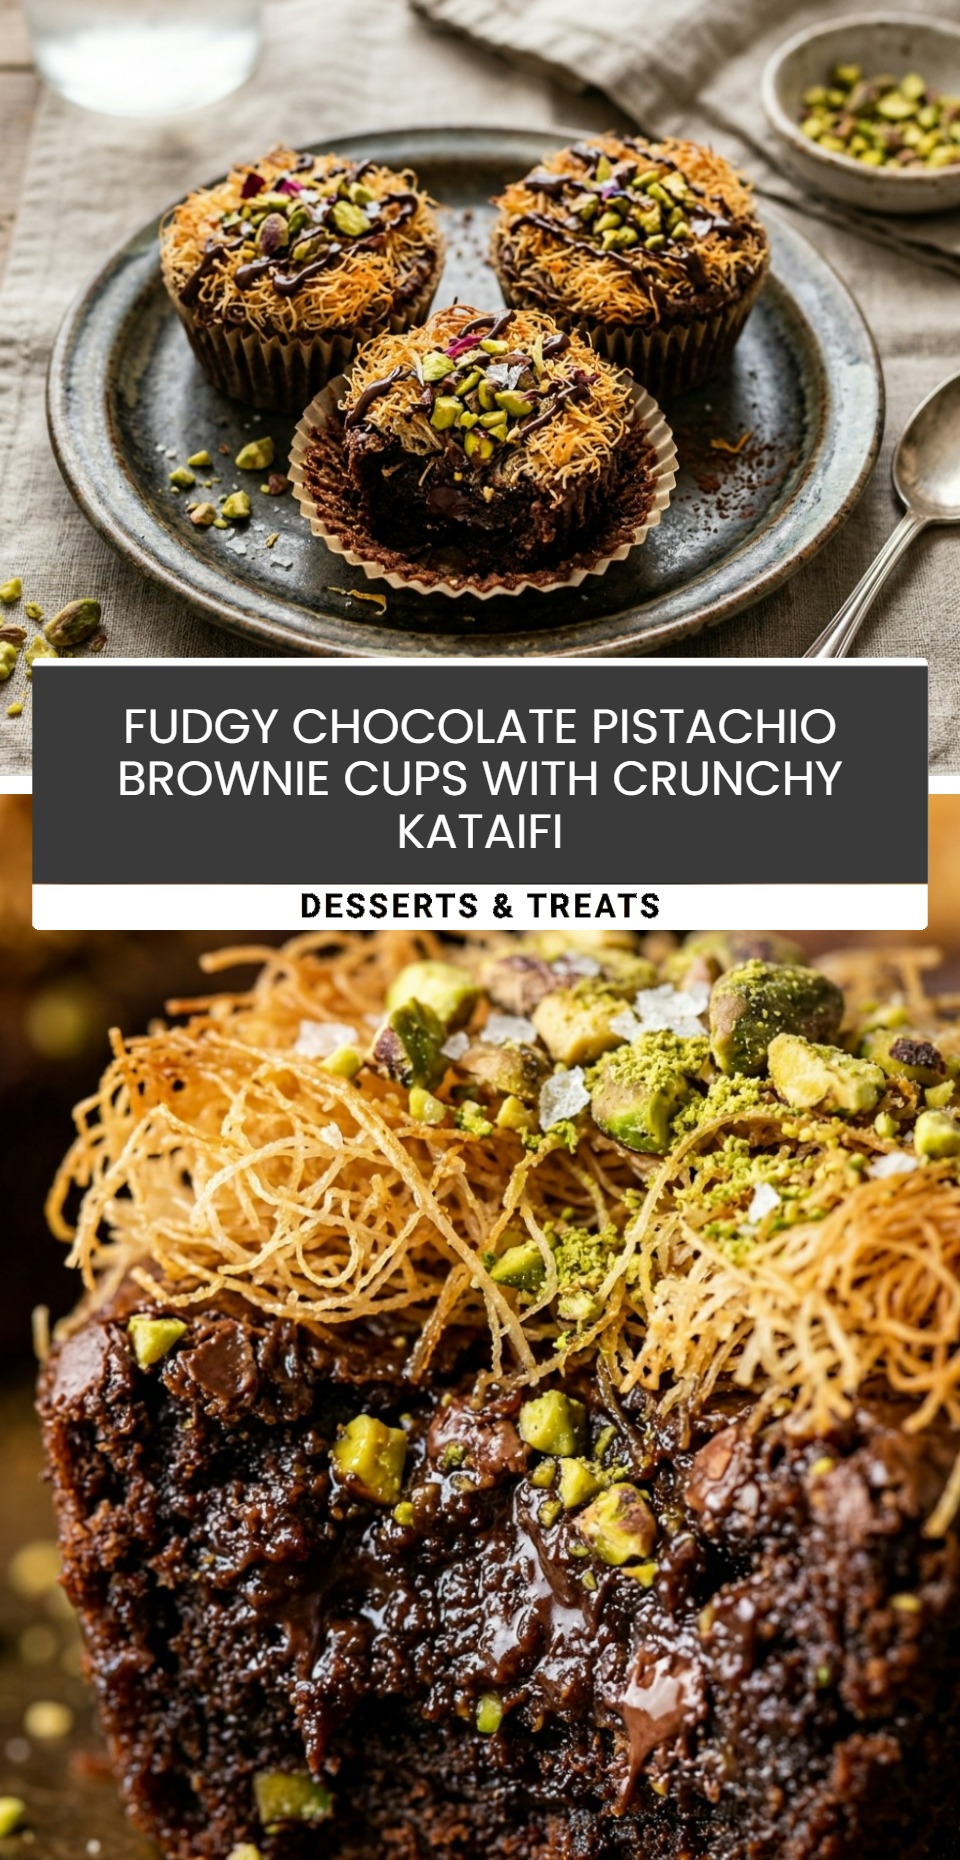 FUDGY CHOCOLATE PISTACHIO
BROWNIE CUPS WITH CRUNCHY
KATAIFI
DESSERTS & TREATS